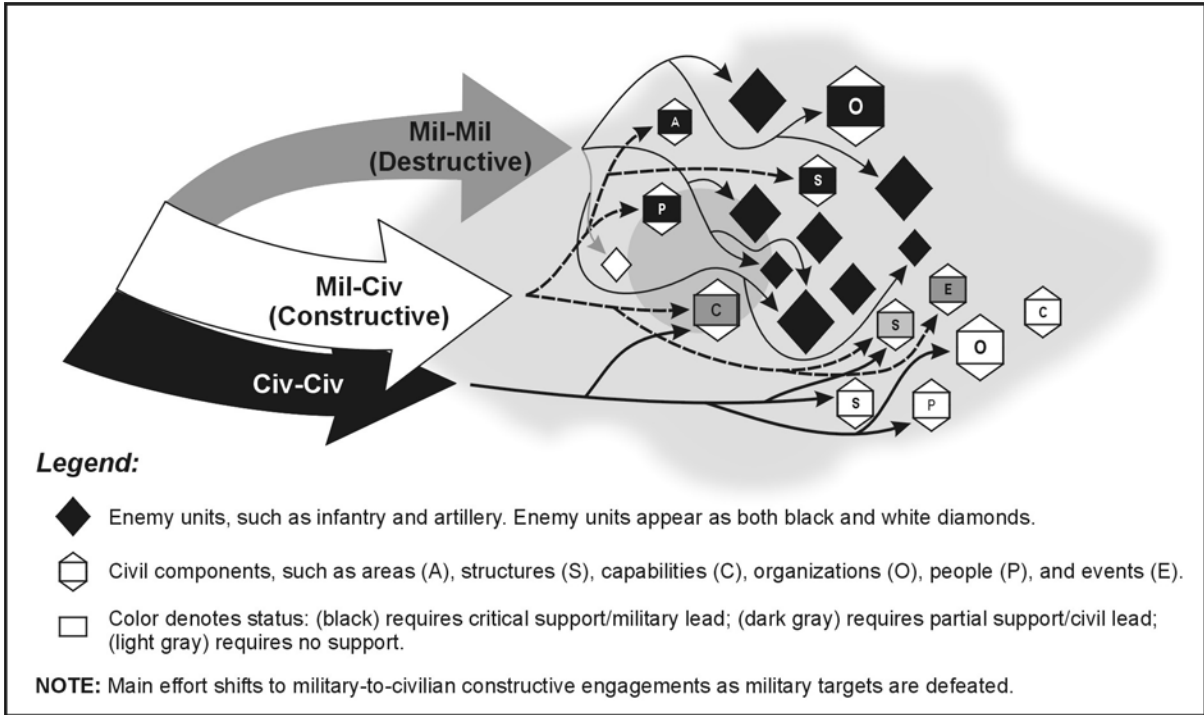 Mil-Mil
(Destructive)
Mil-Civ
(Constructive)
Civ-Civ
A
O
S
P
C
E
C
S
O
S
P
Legend:
Enemy units, such as infantry and artillery. Enemy units appear as both black and white diamonds.
Civil components, such as areas (A), structures (S), capabilities (C), organizations (O), people (P), and events (E).
Color denotes status: (black) requires critical support/military lead; (dark gray) requires partial support/civil lead;
(light gray) requires no support.
NOTE: Main effort shifts to military-to-civilian constructive engagements as military targets are defeated.